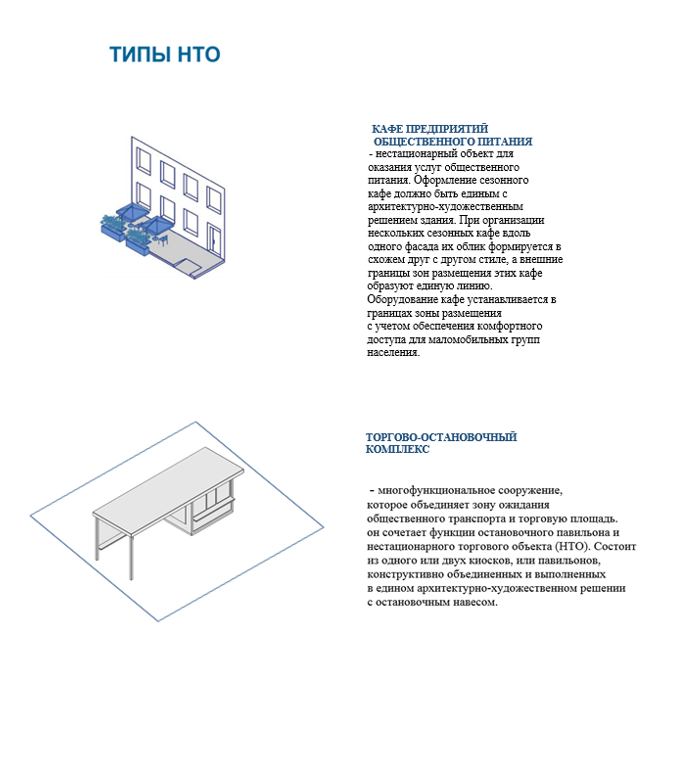 ТИПЫ НТО
КАФЕ ПРЕДПРИЯТИЙ
ОБЩЕСТВЕННОГО ПИТАНИЯ
- нестационарный объект для
оказания услуг общественного
питания. Оформление сезонного
кафе должно быть единым с
архитектурно-художественным
решением здания. При организации
нескольких сезонных кафе вдоль
одного фасада их облик формируется в
схожем друг с другом стиле, а внешние
границы зон размещения этих кафе
образуют единую линию.
Оборудование кафе устанавливается в
границах зоны размещения
с учетом обеспечения комфортного
доступа для маломобильных групп
населения.
ТОРГОВО-ОСТАНОВОЧНЫЙ
КОМПЛЕКС
- многофункциональное сооружение,
которое объединяет зону ожидания
общественного транспорта и торговую площадь.
он сочетает функции остановочного павильона и
нестационарного торгового объекта (НТО). Состоит
из одного или двух киосков, или павильонов,
конструктивно объединенных и выполненных
в едином архитектурно-художественном решении
с остановочным навесом.